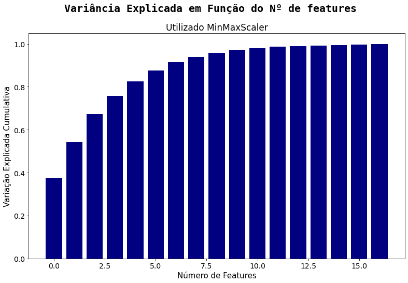 Variância Explicada em Função do Nº de features
Utilizado MinMaxScaler
Variação Explicada Cumulativa
1.0
0.8
0.6
0.4
0.2
0.0
0.0 2.5 5.0 7.5 10.0 12.5 15.0
Número de Features